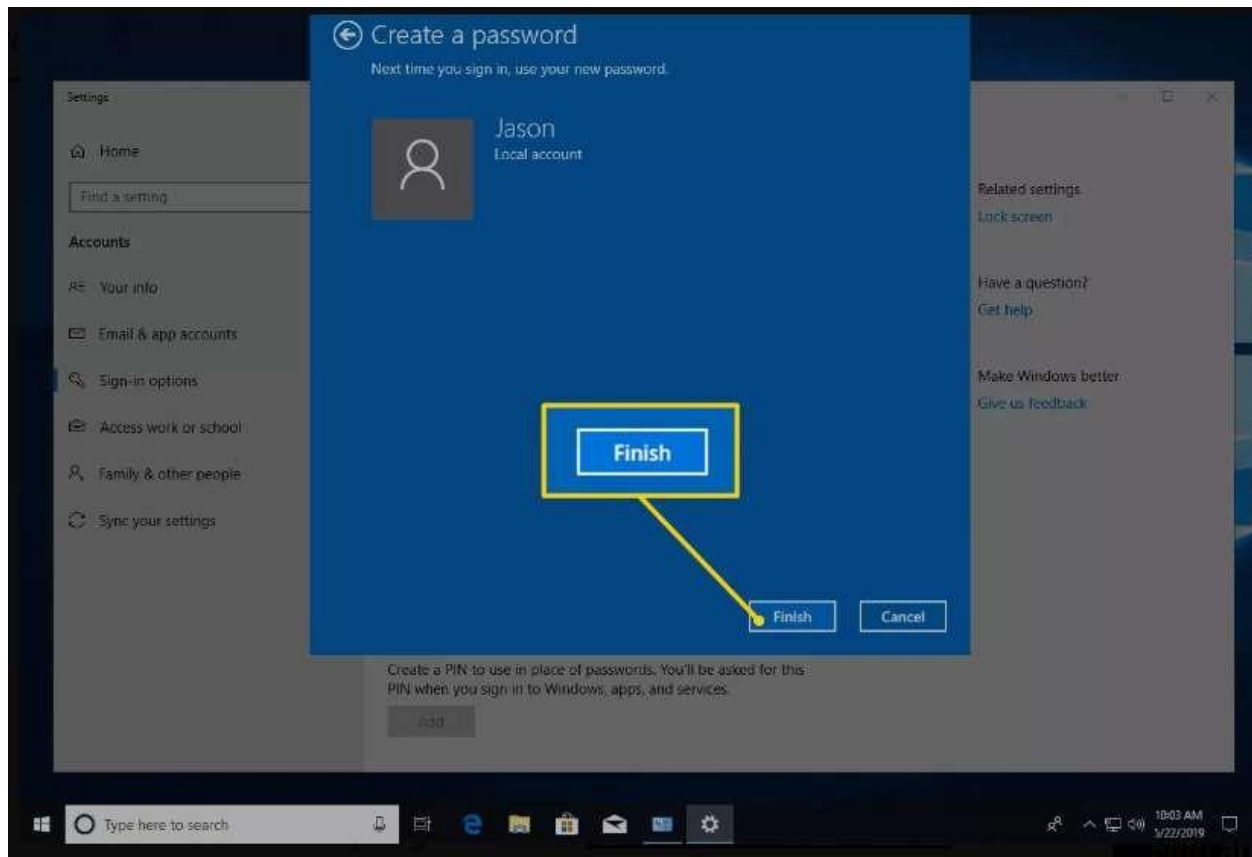 Create a password
Next time you sign in, use your new password.
Jason
Local account
Finish
Finish
Cancel
Settings
Home
Find a setting
Accounts
Your info
Email & app accounts
Sign-in options
Access work or school
Family & other people
Sync your settings
Create a PIN to use in place of passwords. You'll be asked for this
PIN when you sign in to Windows, apps, and services.
Add
Related settings
Lock screen
Have a question?
Get help
Make Windows better
Give us feedback
Type here to search
10:03 AM
5/22/2019